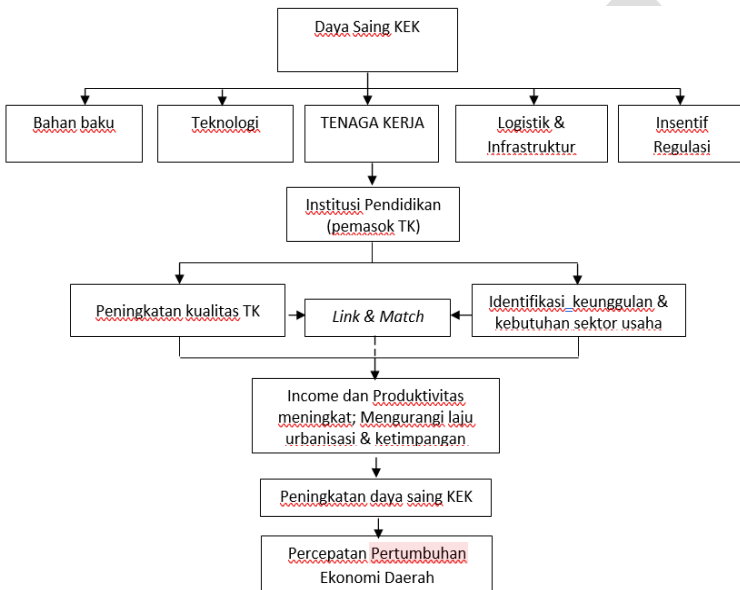 Daya Saing KEK
Bahan baku
Teknologi
TENAGA KERJA
Logistik &
Infrastruktur
Insentif
Regulasi
Institusi Pendidikan
(pemasok TK)
Peningkatan kualitas TK
Link & Match
Identifikasi keunggulan &
kebutuhan sektor usaha
Income dan Produktivitas
meningkat; Mengurangi laju
urbanisasi & ketimpangan
Peningkatan daya saing KEK
Percepatan Pertumbuhan
Ekonomi Daerah